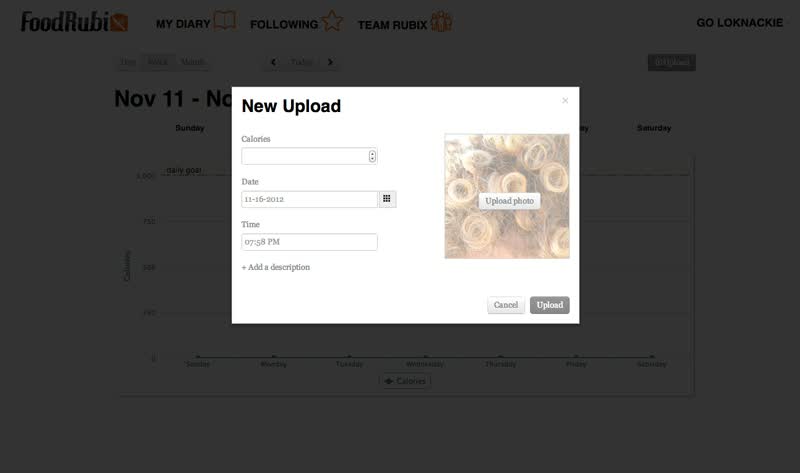 FoodRubi
MY DIARY
FOLLOWING
TEAM RUBIX
GO LOKNACKIE
Day
Week
Month
Today
Upload
Nov 11 - No
New Upload
×
Sunday
Saturday
Calories
Date
11-16-2012
Time
07:58 PM
+ Add a description
Upload photo
Cancel
Upload
daily goal
1,000
750
500
250
0
Calories
Sunday
Monday
Tuesday
Wednesday
Thursday
Friday
Saturday
Calories